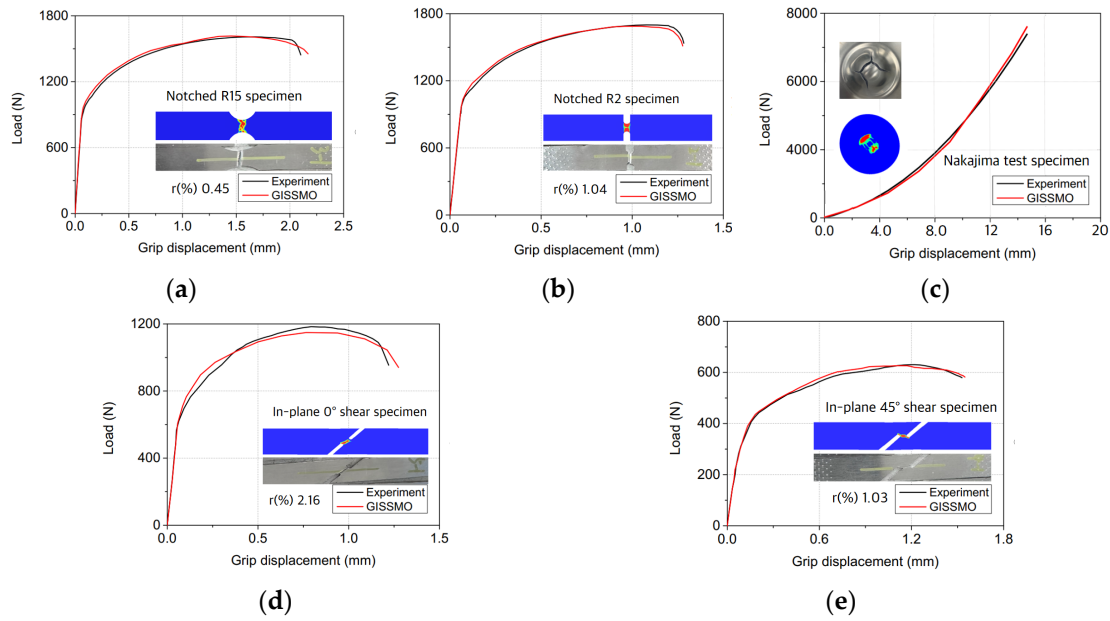 1800
1200
600
0
0.0 0.5 1.0 1.5 2.0 2.5
Load (N)
Grip displacement (mm)
Notched R15 specimen
r(%) 0.45
Experiment
GISSMO
(a)
1800
1200
600
0
0.0 0.5 1.0 1.5
Load (N)
Grip displacement (mm)
Notched R2 specimen
r(%) 1.04
Experiment
GISSMO
(b)
8000
6000
4000
2000
0
0.0 4.0 8.0 12 16 20
Load (N)
Grip displacement (mm)
Nakajima test specimen
Experiment
GISSMO
(c)
1200
800
400
0
0.0 0.5 1.0 1.5
Load (N)
Grip displacement (mm)
In-plane 0° shear specimen
r(%) 2.16
Experiment
GISSMO
(d)
800
600
400
200
0
0.0 0.6 1.2 1.8
Load (N)
Grip displacement (mm)
In-plane 45° shear specimen
r(%) 1.03
Experiment
GISSMO
(e)